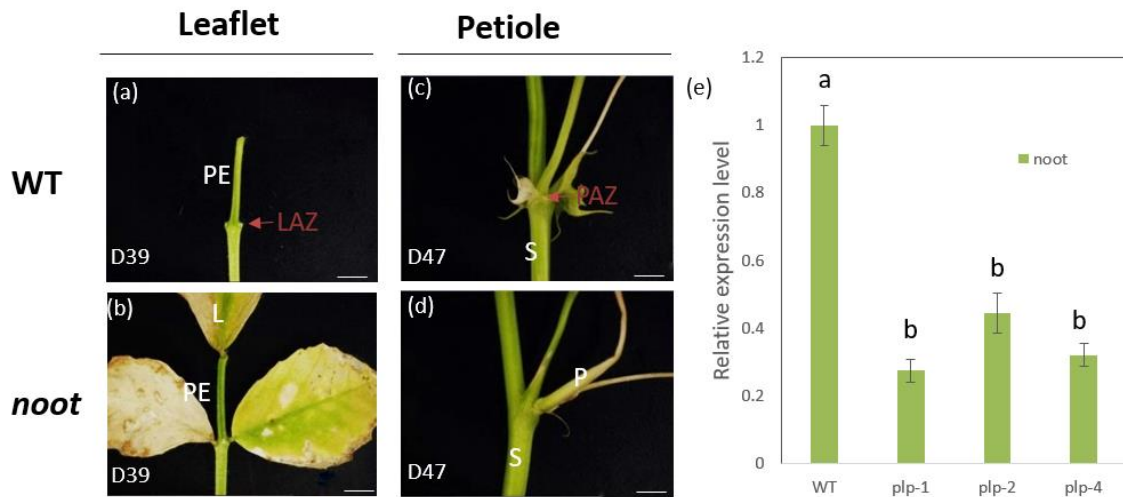 Leaflet
Petiole
WT
noot
(a)
PE
LAZ
D39
(b)
L
PE
D39
(c)
PAZ
S
D47
(d)
P
S
D47
(e)
Relative expression level
1.2
1
0.8
0.6
0.4
0.2
0
a
b
b
b
noot
WT
plp-1
plp-2
plp-4